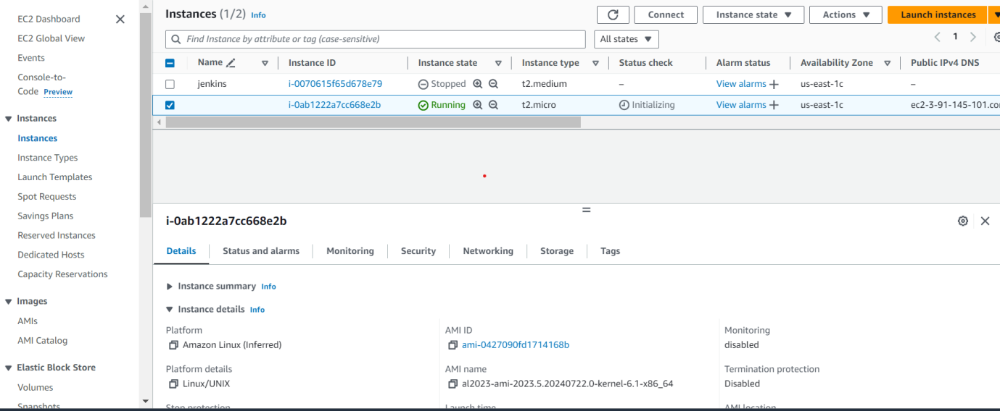 EC2 Dashboard
EC2 Global View
Events
Console-to-
Code Preview
Instances
Instances
Instance Types
Launch Templates
Spot Requests
Savings Plans
Reserved Instances
Dedicated Hosts
Capacity Reservations
Images
AMIs
AMI Catalog
Elastic Block Store
Volumes
Snapshots
Instances (1/2) Info
Connect
Instance state
Actions
Launch instances
Find Instance by attribute or tag (case-sensitive)
All states
1
Name Instance ID Instance state Instance type Status check Alarm status Availability Zone Public IPv4 DNS
jenkins i-0070615f65d678e79 Stopped t2.medium – View alarms + us-east-1c –
i-0ab1222a7cc668e2b Running t2.micro Initializing View alarms + us-east-1c ec2-3-91-145-101.co
i-0ab1222a7cc668e2b
Details Status and alarms Monitoring Security Networking Storage Tags
Instance summary Info
Instance details Info
Platform AMI ID Monitoring
Amazon Linux (Inferred) ami-0427090fd1714168b disabled
Platform details AMI name Termination protection
Linux/UNIX al2023-ami-2023.5.20240722.0-kernel-6.1-x86_64 Disabled
Stop protection Launch time AMI location